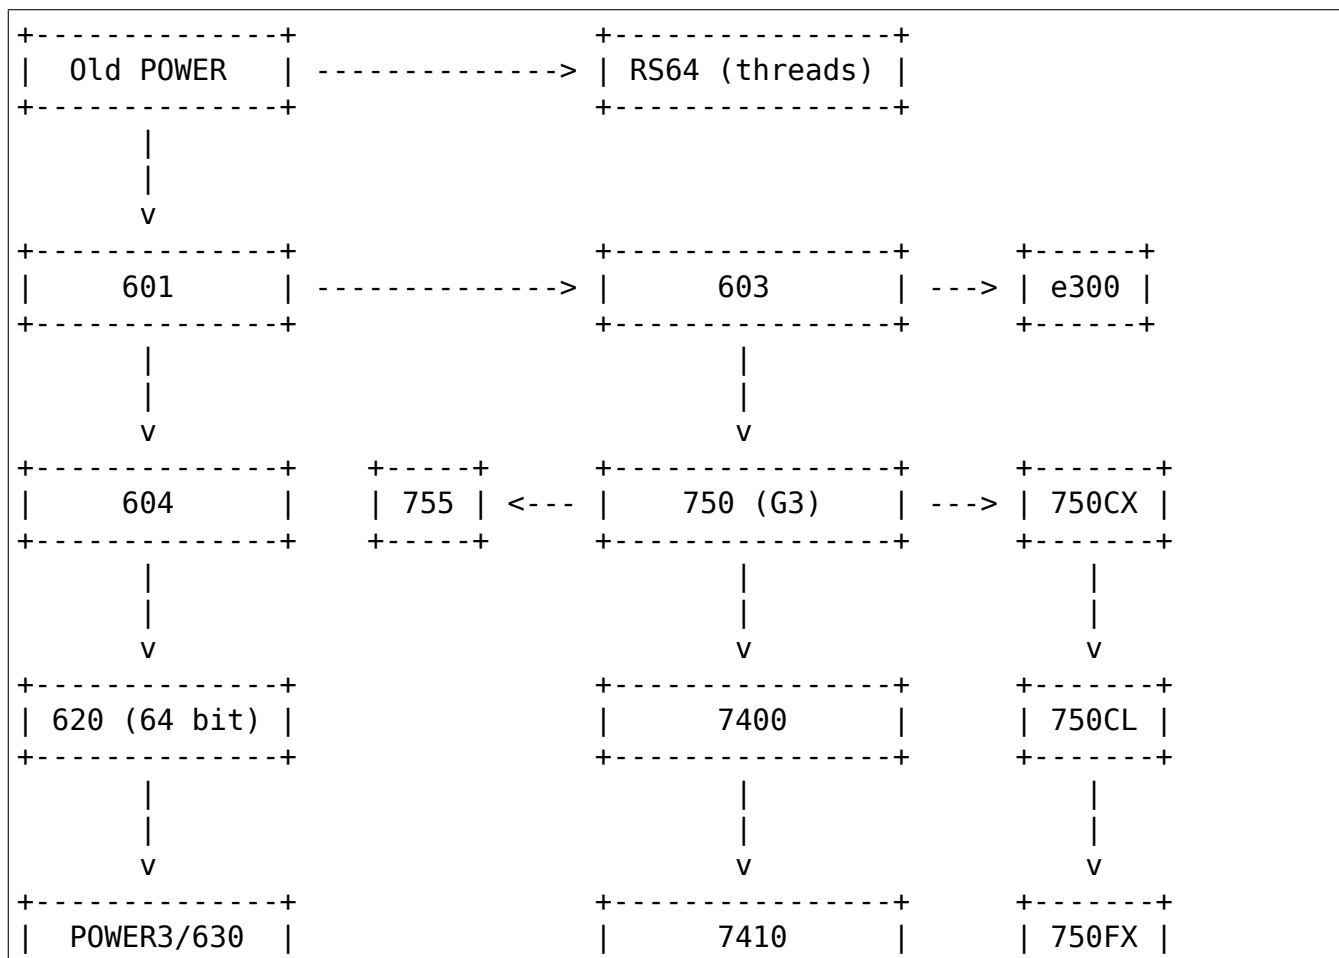 +--------------+                +----------------+
|  Old POWER   | --------------> | RS64 (threads) |
+--------------+                +----------------+
       |
       |
       v
+--------------+                +----------------+      +------+
|     601      | --------------> |      603       | ---> | e300 |
+--------------+                +----------------+      +------+
       |                                |
       |                                |
       v                                v
+--------------+    +-----+     +----------------+      +-------+
|     604      |    | 755 | <--- |    750 (G3)    | ---> | 750CX |
+--------------+    +-----+     +----------------+      +-------+
       |                                |                   |
       |                                |                   |
       v                                v                   v
+--------------+                +----------------+      +-------+
| 620 (64 bit) |                |      7400      |      | 750CL |
+--------------+                +----------------+      +-------+
       |                                |                   |
       |                                |                   |
       v                                v                   v
+--------------+                +----------------+      +-------+
|  POWER3/630  |                |      7410      |      | 750FX |